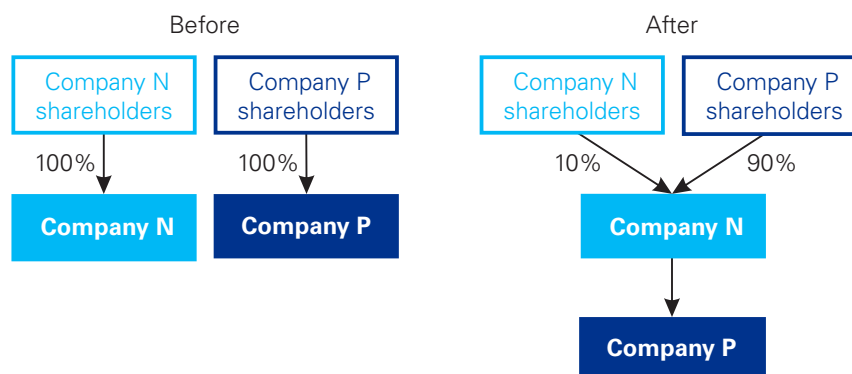 Before
Company N
shareholders
Company P
shareholders
100%
100%
Company N
Company P
After
Company N
shareholders
Company P
shareholders
10%
90%
Company N
Company P